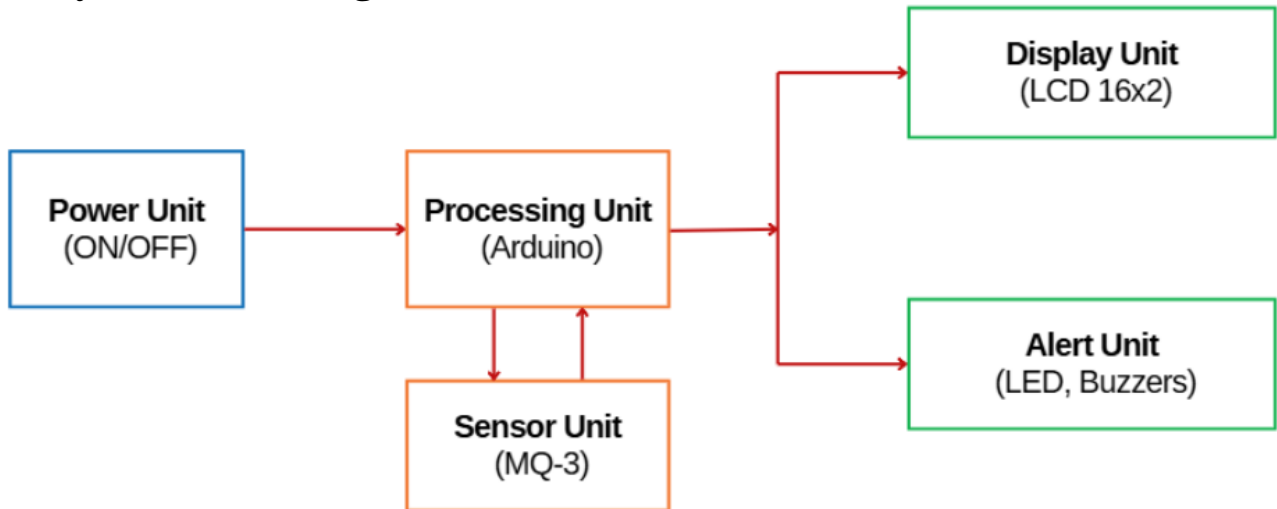 Power Unit
(ON/OFF)
Processing Unit
(Arduino)
Sensor Unit
(MQ-3)
Display Unit
(LCD 16x2)
Alert Unit
(LED, Buzzers)